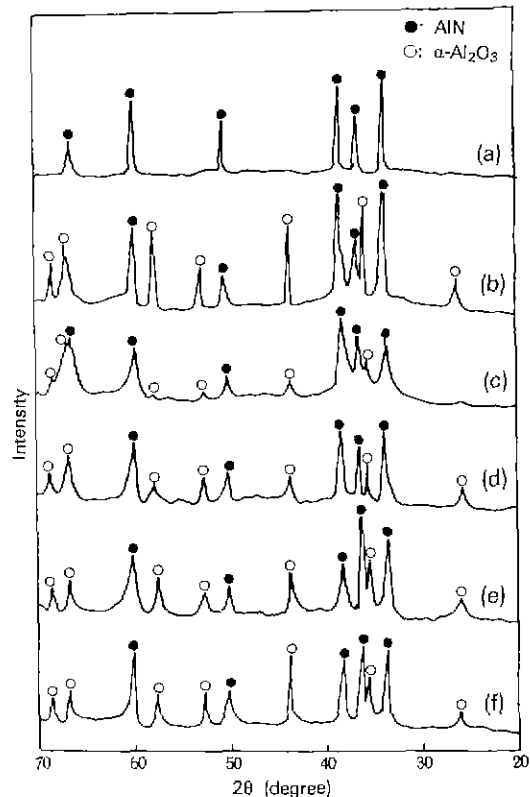 ●: AlN
○: α-Al₂O₃
(a)
(b)
(c)
(d)
(e)
(f)
Intensity
70 60 50 40 30 20
2θ (degree)